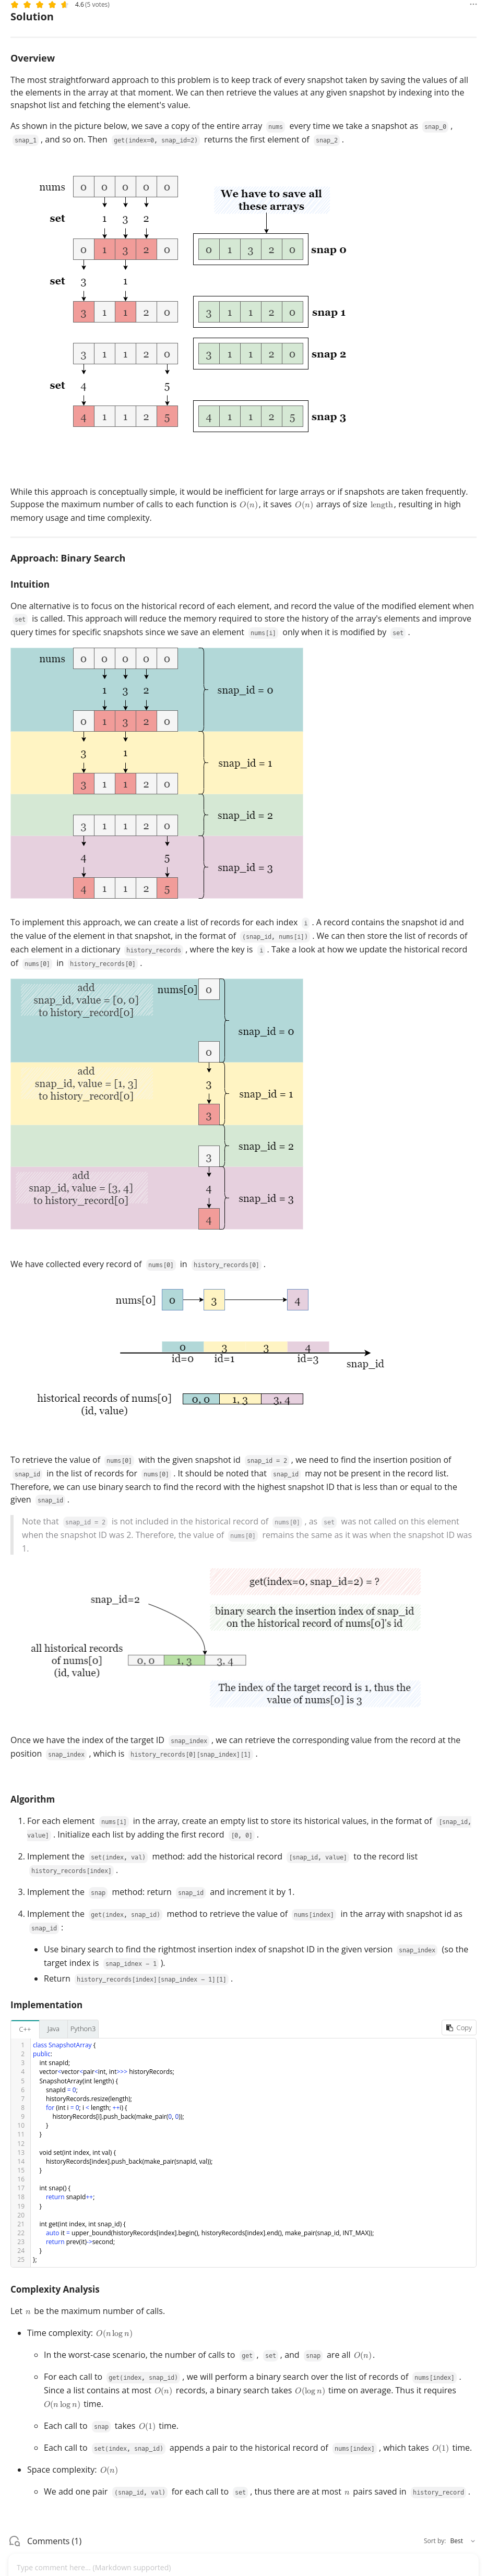 4.6 (5 votes)
Solution
Overview
The most straightforward approach to this problem is to keep track of every snapshot taken by saving the values of all
the elements in the array at that moment. We can then retrieve the values at any given snapshot by indexing into the
snapshot list and fetching the element's value.
As shown in the picture below, we save a copy of the entire array nums every time we take a snapshot as snap_0 ,
snap_1 , and so on. Then get(index=0, snap_id=2) returns the first element of snap_2 .
nums 0 0 0 0 0
We have to save all
these arrays
set 1 3 2
0 1 3 2 0 0 1 3 2 0 snap 0
set 3 1
3 1 1 2 0 3 1 1 2 0 snap 1
3 1 1 2 0 3 1 1 2 0 snap 2
set 4 5
4 1 1 2 5 4 1 1 2 5 snap 3
While this approach is conceptually simple, it would be inefficient for large arrays or if snapshots are taken frequently.
Suppose the maximum number of calls to each function is O(n), it saves O(n) arrays of size length, resulting in high
memory usage and time complexity.
Approach: Binary Search
Intuition
One alternative is to focus on the historical record of each element, and record the value of the modified element when
set is called. This approach will reduce the memory required to store the history of the array's elements and improve
query times for specific snapshots since we save an element nums[i] only when it is modified by set .
nums 0 0 0 0 0
1 3 2 snap_id = 0
0 1 3 2 0
3 1 snap_id = 1
3 1 1 2 0
3 1 1 2 0 snap_id = 2
4 5 snap_id = 3
4 1 1 2 5
To implement this approach, we can create a list of records for each index i . A record contains the snapshot id and
the value of the element in that snapshot, in the format of (snap_id, nums[i]) . We can then store the list of records of
each element in a dictionary history_records , where the key is i . Take a look at how we update the historical record
of nums[0] in history_records[0] .
add nums[0] 0
snap_id, value = [0, 0]
to history_record[0]
snap_id = 0
0
add
snap_id, value = [1, 3] 3 snap_id = 1
to history_record[0]
3
3 snap_id = 2
add
snap_id, value = [3, 4] 4 snap_id = 3
to history_record[0]
4
We have collected every record of nums[0] in history_records[0] .
nums[0] 0 3 4
0 3 3 4
id=0 id=1 id=3 snap_id
historical records of nums[0] 0, 0 1, 3 3, 4
(id, value)
To retrieve the value of nums[0] with the given snapshot id snap_id = 2 , we need to find the insertion position of
snap_id in the list of records for nums[0] . It should be noted that snap_id may not be present in the record list.
Therefore, we can use binary search to find the record with the highest snapshot ID that is less than or equal to the
given snap_id .
Note that snap_id = 2 is not included in the historical record of nums[0] , as set was not called on this element
when the snapshot ID was 2. Therefore, the value of nums[0] remains the same as it was when the snapshot ID was
1.
get(index=0, snap_id=2) = ?
snap_id=2
binary search the insertion index of snap_id
on the historical record of nums[0]'s id
all historical records
of nums[0] 0, 0 1, 3 3, 4
(id, value)
The index of the target record is 1, thus the
value of nums[0] is 3
Once we have the index of the target ID snap_index , we can retrieve the corresponding value from the record at the
position snap_index , which is history_records[0][snap_index][1] .
Algorithm
1. For each element nums[i] in the array, create an empty list to store its historical values, in the format of [snap_id,
value] . Initialize each list by adding the first record [0, 0] .
2. Implement the set(index, val) method: add the historical record [snap_id, value] to the record list
history_records[index] .
3. Implement the snap method: return snap_id and increment it by 1.
4. Implement the get(index, snap_id) method to retrieve the value of nums[index] in the array with snapshot id as
snap_id :
• Use binary search to find the rightmost insertion index of snapshot ID in the given version snap_index (so the
target index is snap_idnex − 1 ).
• Return history_records[index][snap_index − 1][1] .
Implementation
C++ Java Python3 Copy
1 class SnapshotArray {
2 public:
3 int snapId;
4 vector<vector<pair<int, int>>> historyRecords;
5 SnapshotArray(int length) {
6 snapId = 0;
7 historyRecords.resize(length);
8 for (int i = 0; i < length; ++i) {
9 historyRecords[i].push_back(make_pair(0, 0));
10 }
11 }
12
13 void set(int index, int val) {
14 historyRecords[index].push_back(make_pair(snapId, val));
15 }
16
17 int snap() {
18 return snapId++;
19 }
20
21 int get(int index, int snap_id) {
22 auto it = upper_bound(historyRecords[index].begin(), historyRecords[index].end(), make_pair(snap_id, INT_MAX));
23 return prev(it)->second;
24 }
25 };
Complexity Analysis
Let n be the maximum number of calls.
• Time complexity: O(n log n)
◦ In the worst-case scenario, the number of calls to get , set , and snap are all O(n).
◦ For each call to get(index, snap_id) , we will perform a binary search over the list of records of nums[index] .
Since a list contains at most O(n) records, a binary search takes O(log n) time on average. Thus it requires
O(n log n) time.
◦ Each call to snap takes O(1) time.
◦ Each call to set(index, snap_id) appends a pair to the historical record of nums[index] , which takes O(1) time.
• Space complexity: O(n)
◦ We add one pair (snap_id, val) for each call to set , thus there are at most n pairs saved in history_record .
Comments (1) Sort by: Best
Type comment here... (Markdown supported)